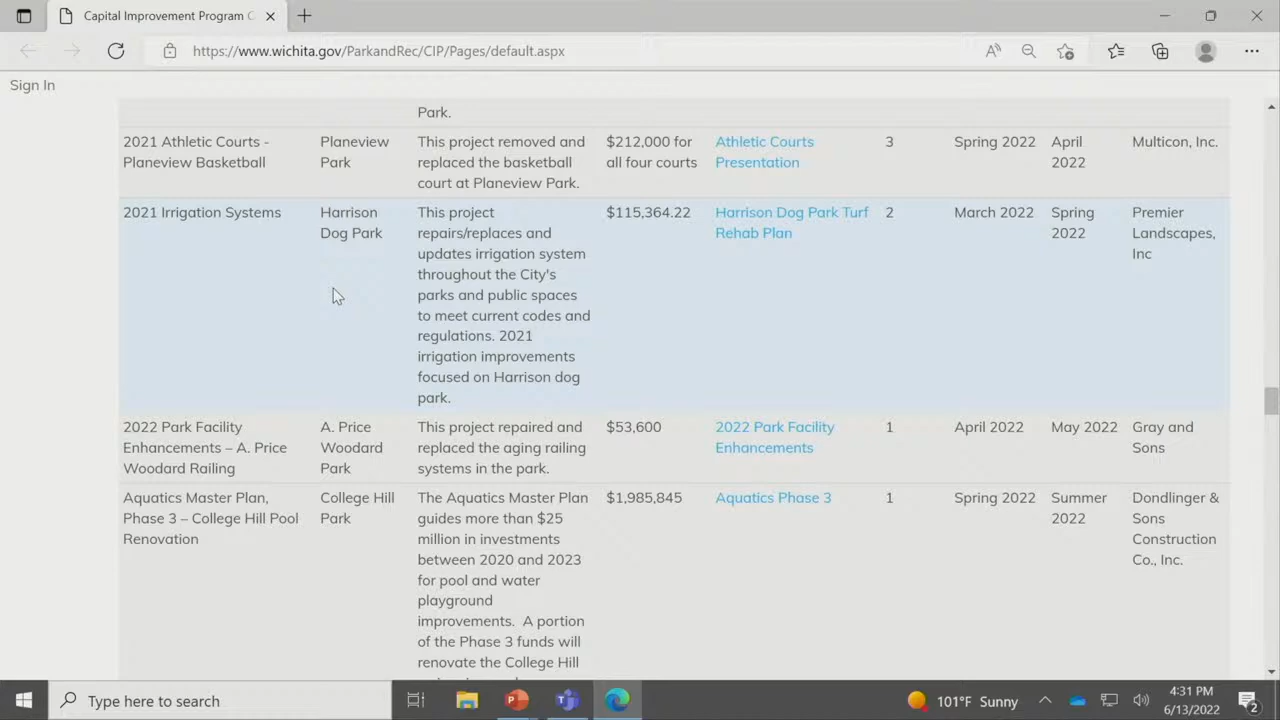 Capital Improvement Program C
https://www.wichita.gov/ParkandRec/CIP/Pages/default.aspx
Sign In
Park.
2021 Athletic Courts -
Planeview Basketball
Planeview
Park
This project removed and
replaced the basketball
court at Planeview Park.
$212,000 for
all four courts
Athletic Courts
Presentation
3
Spring 2022
April
2022
Multicon, Inc.
2021 Irrigation Systems
Harrison
Dog Park
This project
repairs/replaces and
updates irrigation system
throughout the City's
parks and public spaces
to meet current codes and
regulations. 2021
irrigation improvements
focused on Harrison dog
park.
$115,364.22
Harrison Dog Park Turf
Rehab Plan
2
March 2022
Spring
2022
Premier
Landscapes,
Inc
2022 Park Facility
Enhancements – A. Price
Woodard Railing
A. Price
Woodard
Park
This project repaired and
replaced the aging railing
systems in the park.
$53,600
2022 Park Facility
Enhancements
1
April 2022
May 2022
Gray and
Sons
Aquatics Master Plan,
Phase 3 – College Hill Pool
Renovation
College Hill
Park
The Aquatics Master Plan
guides more than $25
million in investments
between 2020 and 2023
for pool and water
playground
improvements. A portion
of the Phase 3 funds will
renovate the College Hill
$1,985,845
Aquatics Phase 3
1
Spring 2022
Summer
2022
Dondlinger &
Sons
Construction
Co., Inc.
Type here to search
101°F Sunny
4:31 PM
6/13/2022
2